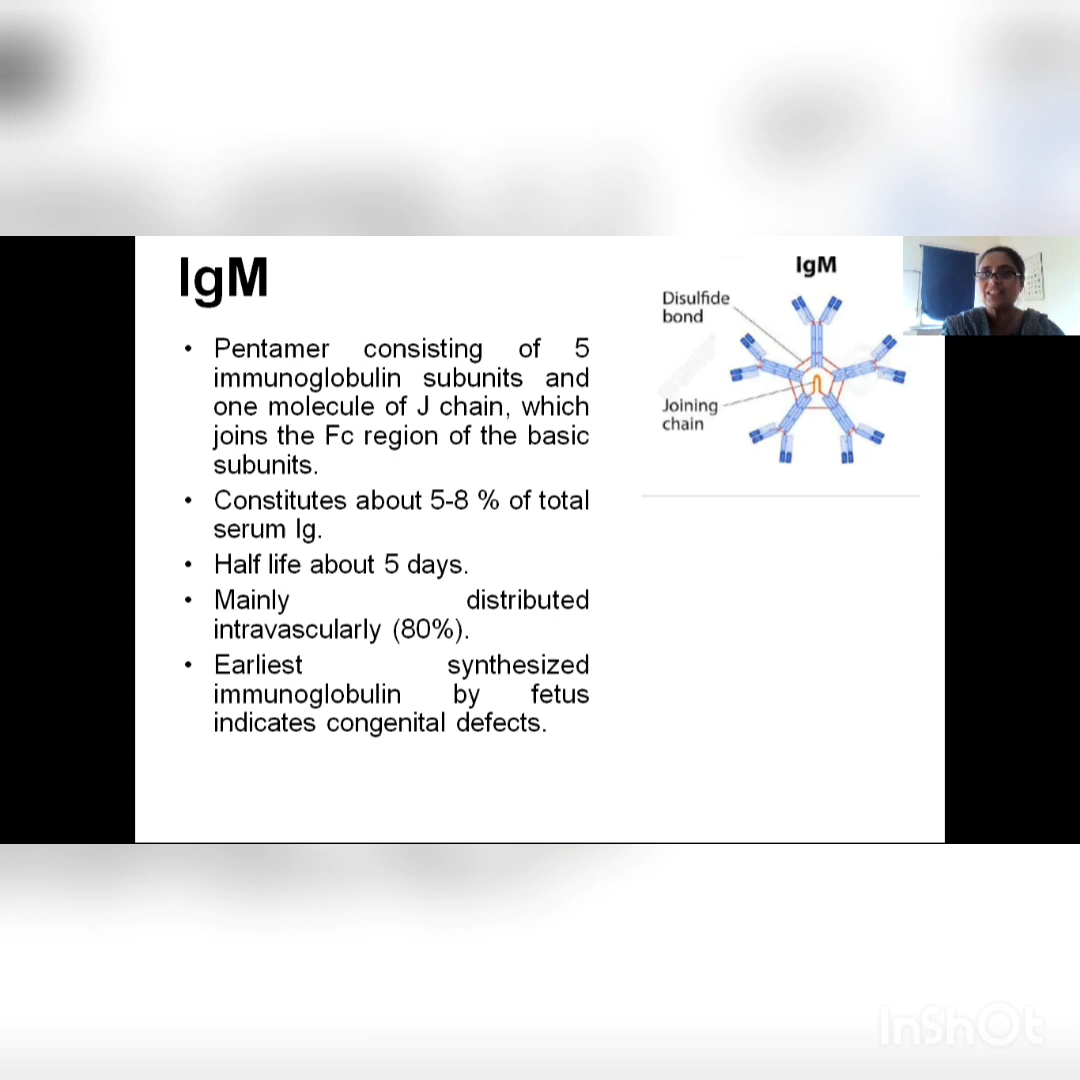 IgM
• Pentamer consisting of 5
immunoglobulin subunits and
one molecule of J chain, which
joins the Fc region of the basic
subunits.
• Constitutes about 5-8 % of total
serum Ig.
• Half life about 5 days.
• Mainly distributed
intravascularly (80%).
• Earliest synthesized
immunoglobulin by fetus
indicates congenital defects.
IgM
Disulfide
bond
Joining
chain
InShOt